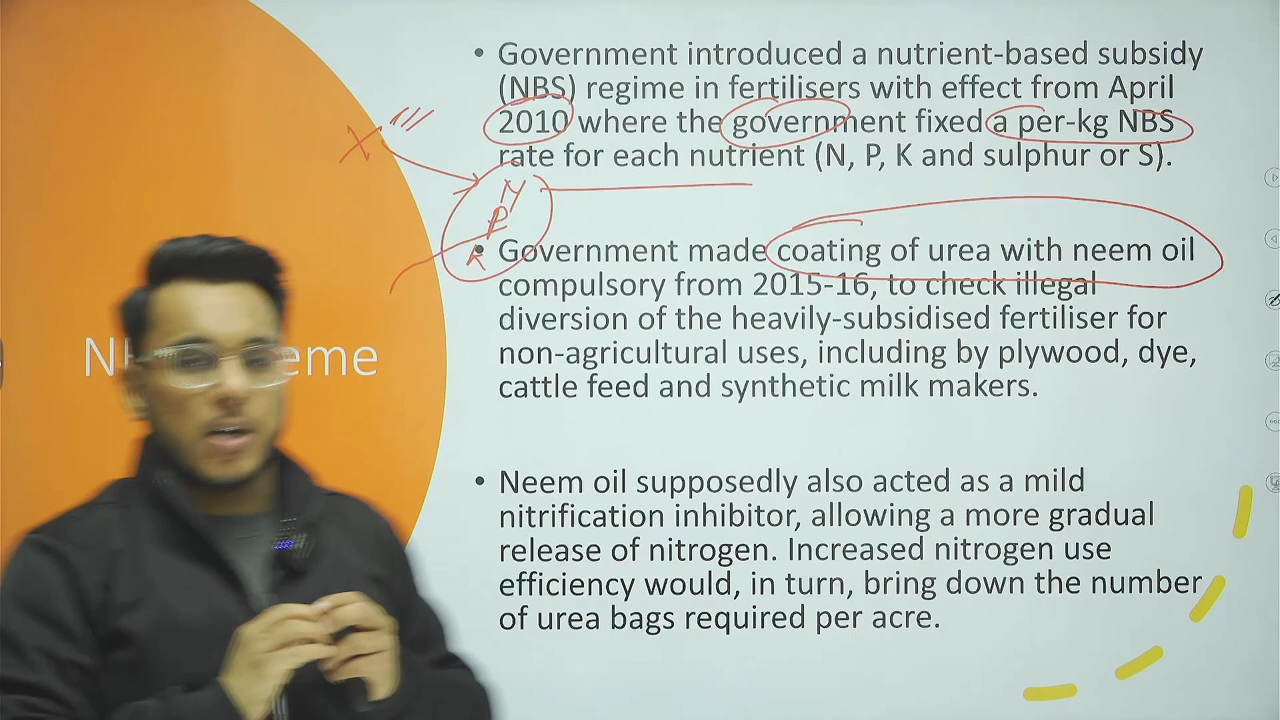 • Government introduced a nutrient-based subsidy
(NBS) regime in fertilisers with effect from April
2010 where the government fixed a per-kg NBS
rate for each nutrient (N, P, K and sulphur or S).
X
N
P
K
• Government made coating of urea with neem oil
compulsory from 2015-16, to check illegal
diversion of the heavily-subsidised fertiliser for
non-agricultural uses, including by plywood, dye,
cattle feed and synthetic milk makers.
• Neem oil supposedly also acted as a mild
nitrification inhibitor, allowing a more gradual
release of nitrogen. Increased nitrogen use
efficiency would, in turn, bring down the number
of urea bags required per acre.